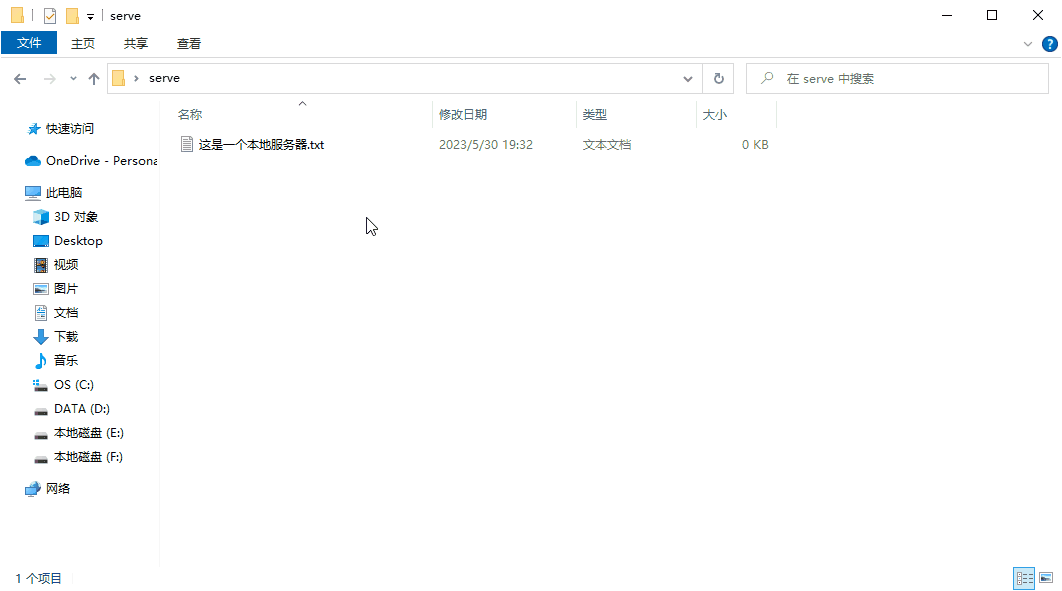 serve
文件 主页 共享 查看 ?
serve 在 serve 中搜索
名称 修改日期 类型 大小
这是一个本地服务器.txt 2023/5/30 19:32 文本文档 0 KB
快速访问
OneDrive - Persona
此电脑
3D 对象
Desktop
视频
图片
文档
下载
音乐
OS (C:)
DATA (D:)
本地磁盘 (E:)
本地磁盘 (F:)
网络
1 个项目